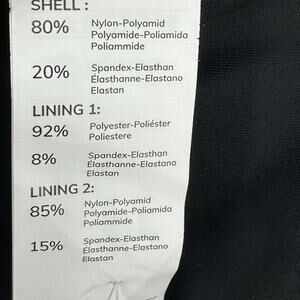 SHELL :
80% Nylon-Polyamid
Polyamide-Poliamida
Poliammide
20% Spandex-Elasthan
Élasthanne-Elastano
Elastan
LINING 1:
92% Polyester-Poliéster
Poliestere
8% Spandex-Elasthan
Élasthanne-Elastano
Elastan
LINING 2:
85% Nylon-Polyamid
Polyamide-Poliamida
Poliammide
15% Spandex-Elasthan
Élasthanne-Elastano
Elastan